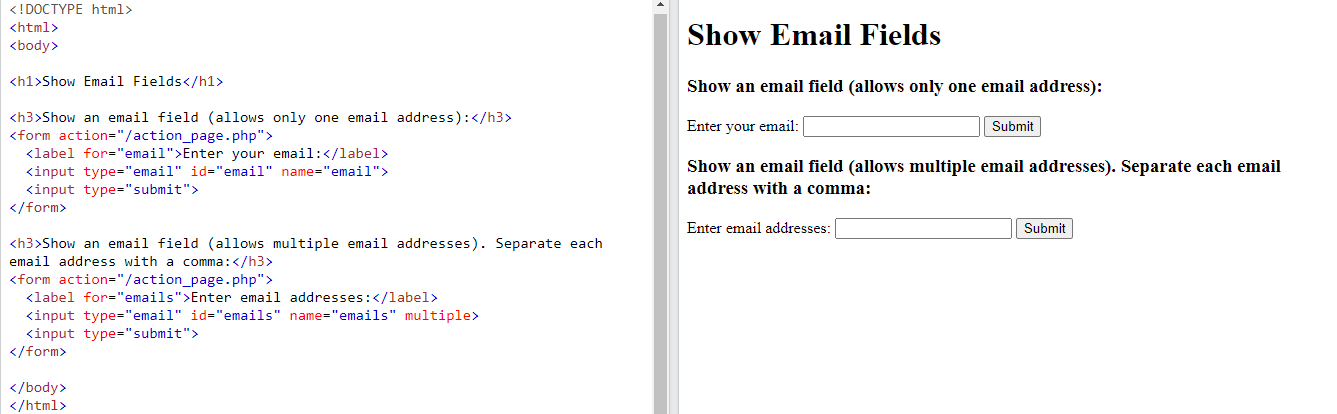 <!DOCTYPE html>
<html>
<body>
<h1>Show Email Fields</h1>
<h3>Show an email field (allows only one email address):</h3>
<form action="/action_page.php">
  <label for="email">Enter your email:</label>
  <input type="email" id="email" name="email">
  <input type="submit">
</form>
<h3>Show an email field (allows multiple email addresses). Separate each
email address with a comma:</h3>
<form action="/action_page.php">
  <label for="emails">Enter email addresses:</label>
  <input type="email" id="emails" name="emails" multiple>
  <input type="submit">
</form>
</body>
</html>
Show Email Fields
Show an email field (allows only one email address):
Enter your email: Submit
Show an email field (allows multiple email addresses). Separate each email
address with a comma:
Enter email addresses: Submit